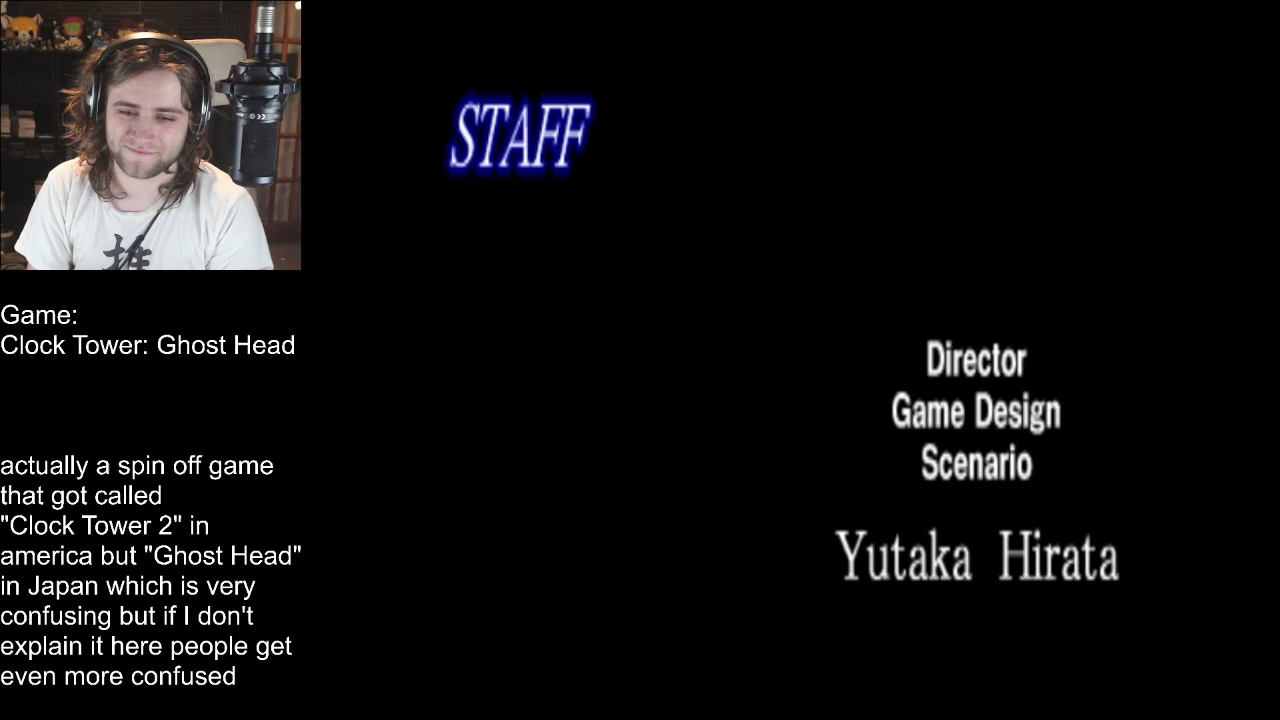 Game:
Clock Tower: Ghost Head
actually a spin off game
that got called
"Clock Tower 2" in
america but "Ghost Head"
in Japan which is very
confusing but if I don't
explain it here people get
even more confused
STAFF
Director
Game Design
Scenario
Yutaka Hirata